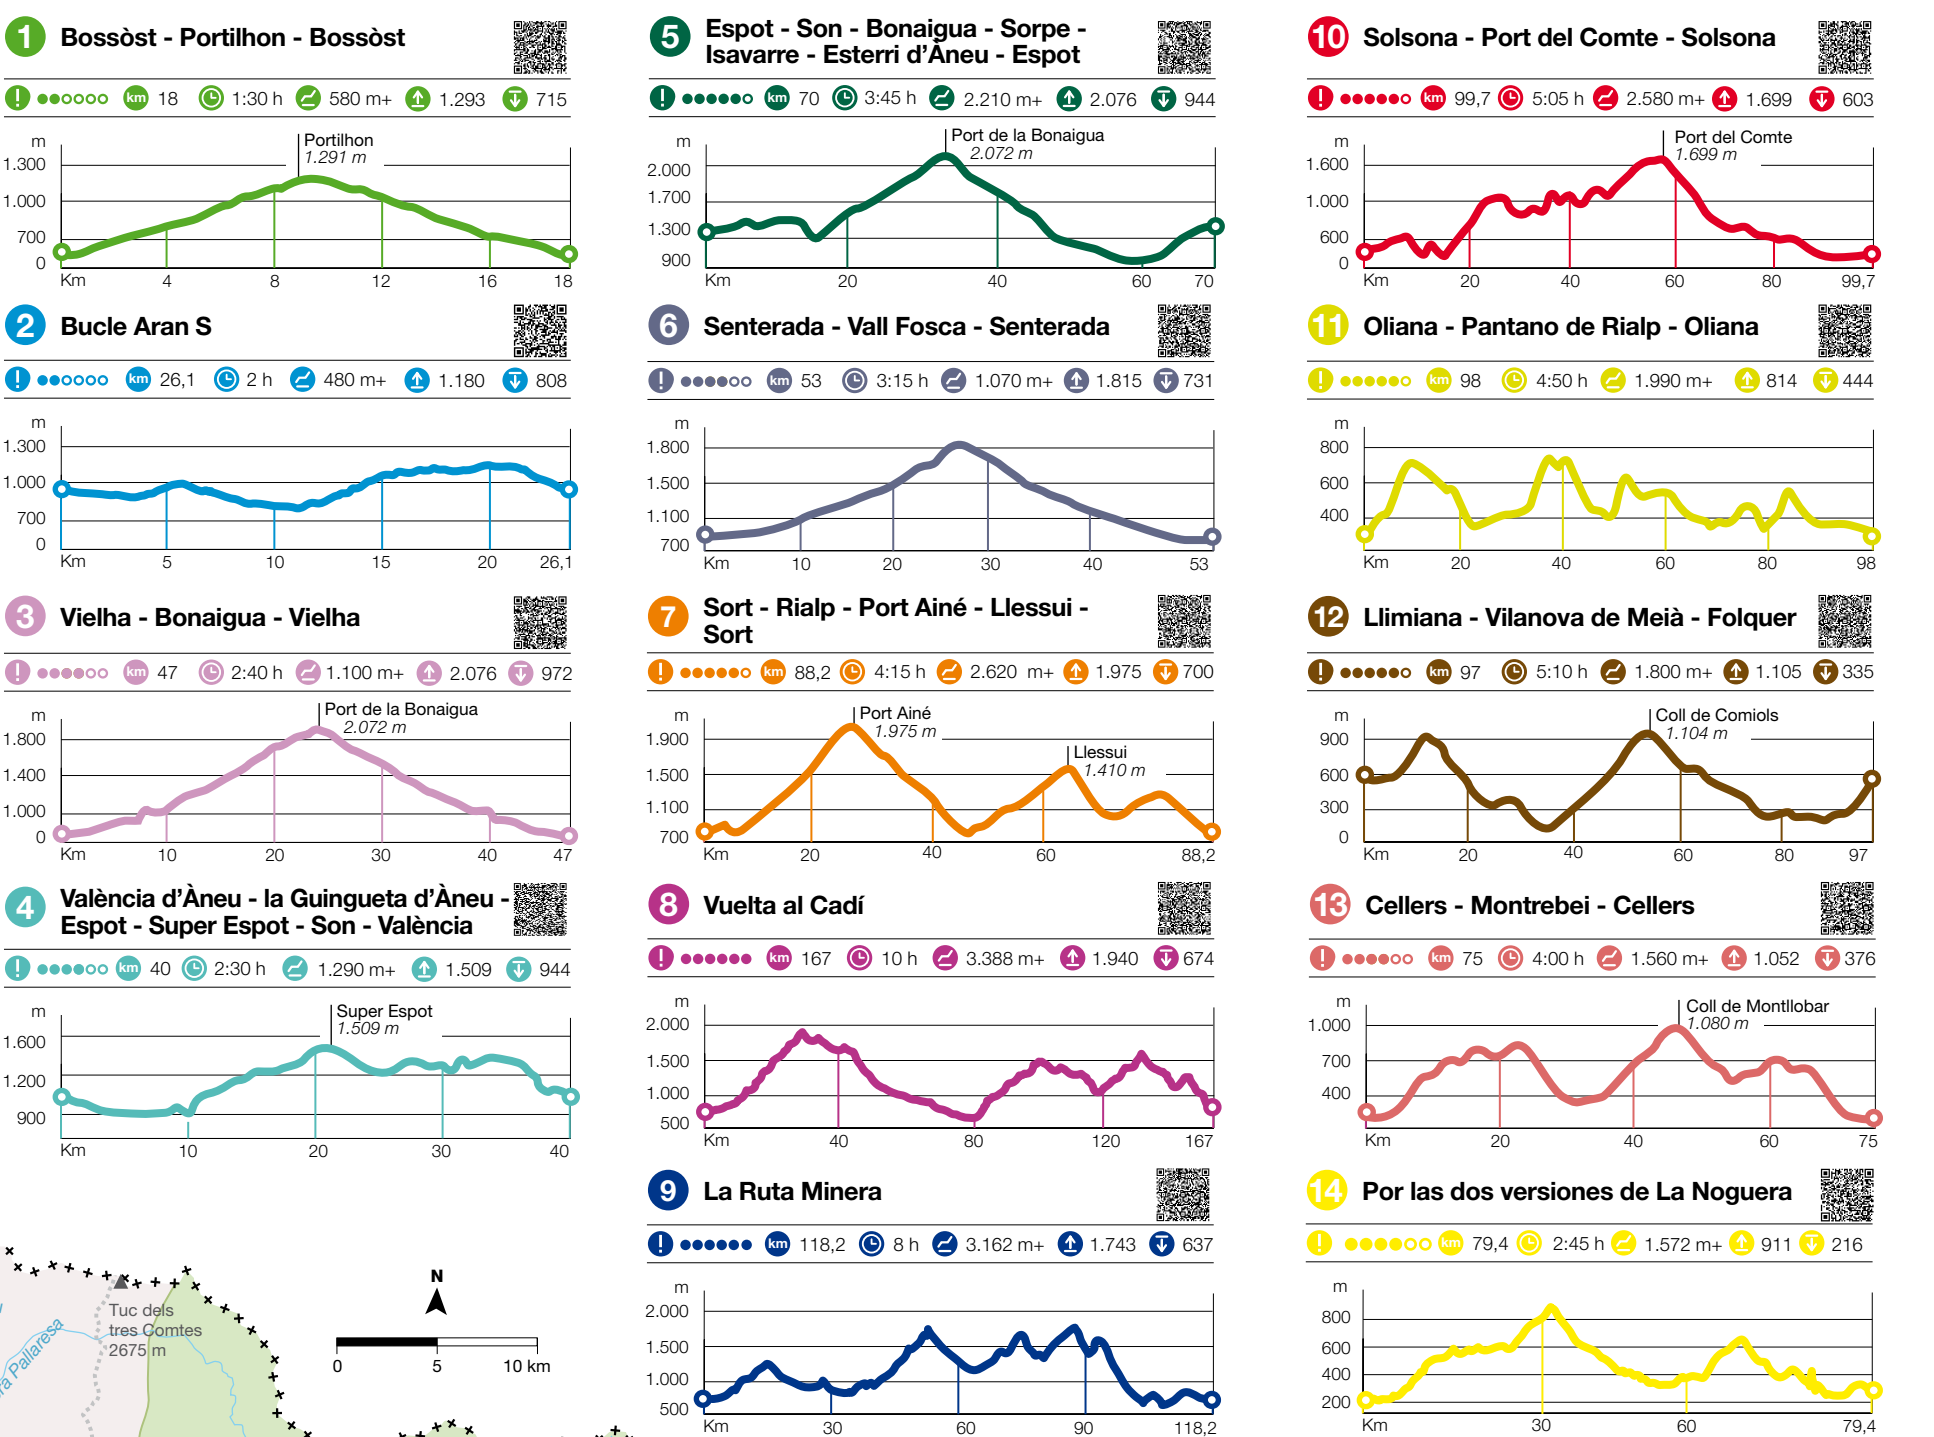 1 Bossòst - Portilhon - Bossòst
! km 18 1:30 h 580 m+ 1.293 715
m
Portilhon
1.291 m
1.300
1.000
700
0
Km 4 8 12 16 18
2 Bucle Aran S
! km 26,1 2 h 480 m+ 1.180 808
m
1.300
1.000
700
0
Km 5 10 15 20 26,1
3 Vielha - Bonaigua - Vielha
! km 47 2:40 h 1.100 m+ 2.076 972
m
Port de la Bonaigua
2.072 m
1.800
1.400
1.000
0
Km 10 20 30 40 47
4 València d'Àneu - la Guingueta d'Àneu -
Espot - Super Espot - Son - València
! km 40 2:30 h 1.290 m+ 1.509 944
m
Super Espot
1.509 m
1.600
1.200
900
Km 10 20 30 40
Tuc dels
tres Comtes
2675 m
Pallaresa
N
0 5 10 km
5 Espot - Son - Bonaigua - Sorpe -
Isavarre - Esterri d'Àneu - Espot
! km 70 3:45 h 2.210 m+ 2.076 944
m
Port de la Bonaigua
2.072 m
2.000
1.700
1.300
900
Km 20 40 60 70
6 Senterada - Vall Fosca - Senterada
! km 53 3:15 h 1.070 m+ 1.815 731
m
1.800
1.500
1.100
700
Km 10 20 30 40 53
7 Sort - Rialp - Port Ainé - Llessui -
Sort
! km 88,2 4:15 h 2.620 m+ 1.975 700
m
Port Ainé
1.975 m
Llessui
1.410 m
1.900
1.500
1.100
700
Km 20 40 60 88,2
8 Vuelta al Cadí
! km 167 10 h 3.388 m+ 1.940 674
m
2.000
1.500
1.000
500
Km 40 80 120 167
9 La Ruta Minera
! km 118,2 8 h 3.162 m+ 1.743 637
m
2.000
1.500
1.000
500
Km 30 60 90 118,2
10 Solsona - Port del Comte - Solsona
! km 99,7 5:05 h 2.580 m+ 1.699 603
m
Port del Comte
1.699 m
1.600
1.000
600
0
Km 20 40 60 80 99,7
11 Oliana - Pantano de Rialp - Oliana
! km 98 4:50 h 1.990 m+ 814 444
m
800
600
400
Km 20 40 60 80 98
12 Llimiana - Vilanova de Meià - Folquer
! km 97 5:10 h 1.800 m+ 1.105 335
m
Coll de Comiols
1.104 m
900
600
300
0
Km 20 40 60 80 97
13 Cellers - Montrebei - Cellers
! km 75 4:00 h 1.560 m+ 1.052 376
m
Coll de Montllobar
1.080 m
1.000
700
400
Km 20 40 60 75
14 Por las dos versiones de La Noguera
! km 79,4 2:45 h 1.572 m+ 911 216
m
800
600
400
200
Km 30 60 79,4